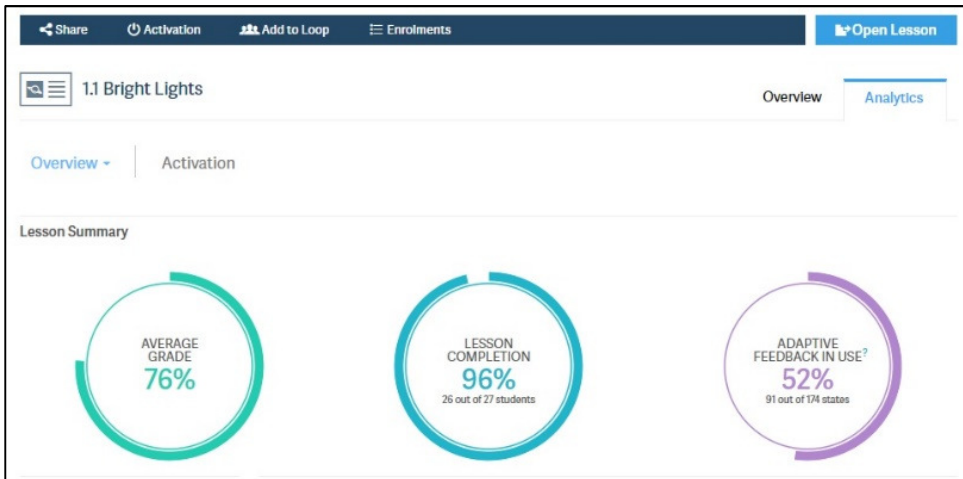 Share Activation Add to Loop Enrolments Open Lesson
1.1 Bright Lights
Overview Analytics
Overview Activation
Lesson Summary
AVERAGE
GRADE
76%
LESSON
COMPLETION
96%
26 out of 27 students
ADAPTIVE
FEEDBACK IN USE?
52%
91 out of 174 states